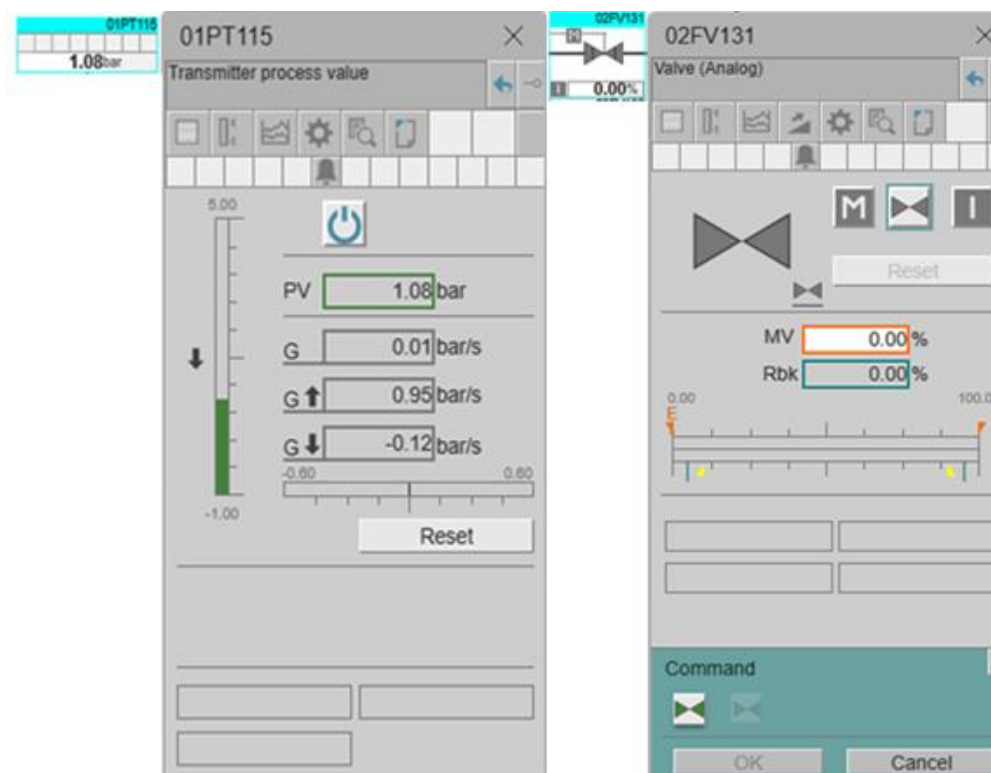 01PT115
1.08bar
01PT115
Transmitter process value
5.00
PV 1.08 bar
G 0.01 bar/s
G 0.95 bar/s
G -0.12 bar/s
-0.60 0.60
-1.00
Reset
02FV131
M
I 0.00%
02FV131
Valve (Analog)
M I
Reset
MV 0.00 %
Rbk 0.00 %
0.00 100.0
E
Command
OK Cancel